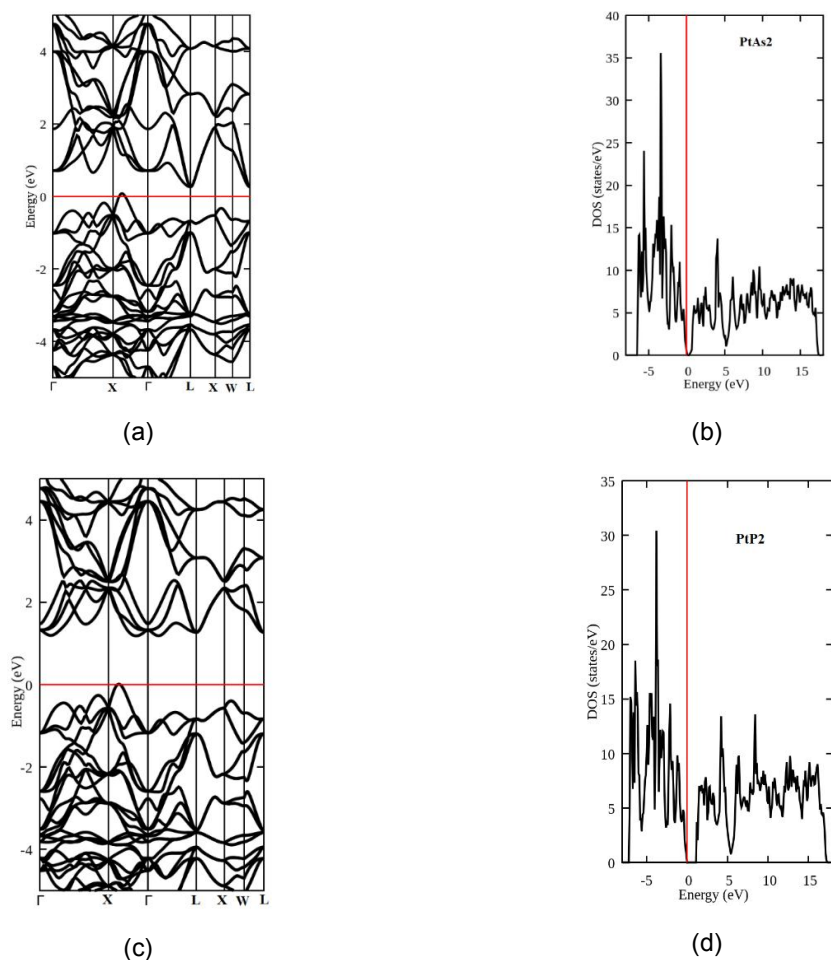 4
2
0
-2
-4
Energy (eV)
Γ X Γ L X W L
(a)
PtAs2
40
35
30
25
20
15
10
5
0
DOS (states/eV)
-5 0 5 10 15
Energy (eV)
(b)
4
2
0
-2
-4
Energy (eV)
Γ X Γ L X W L
(c)
PtP2
35
30
25
20
15
10
5
0
DOS (states/eV)
-5 0 5 10 15
Energy (eV)
(d)